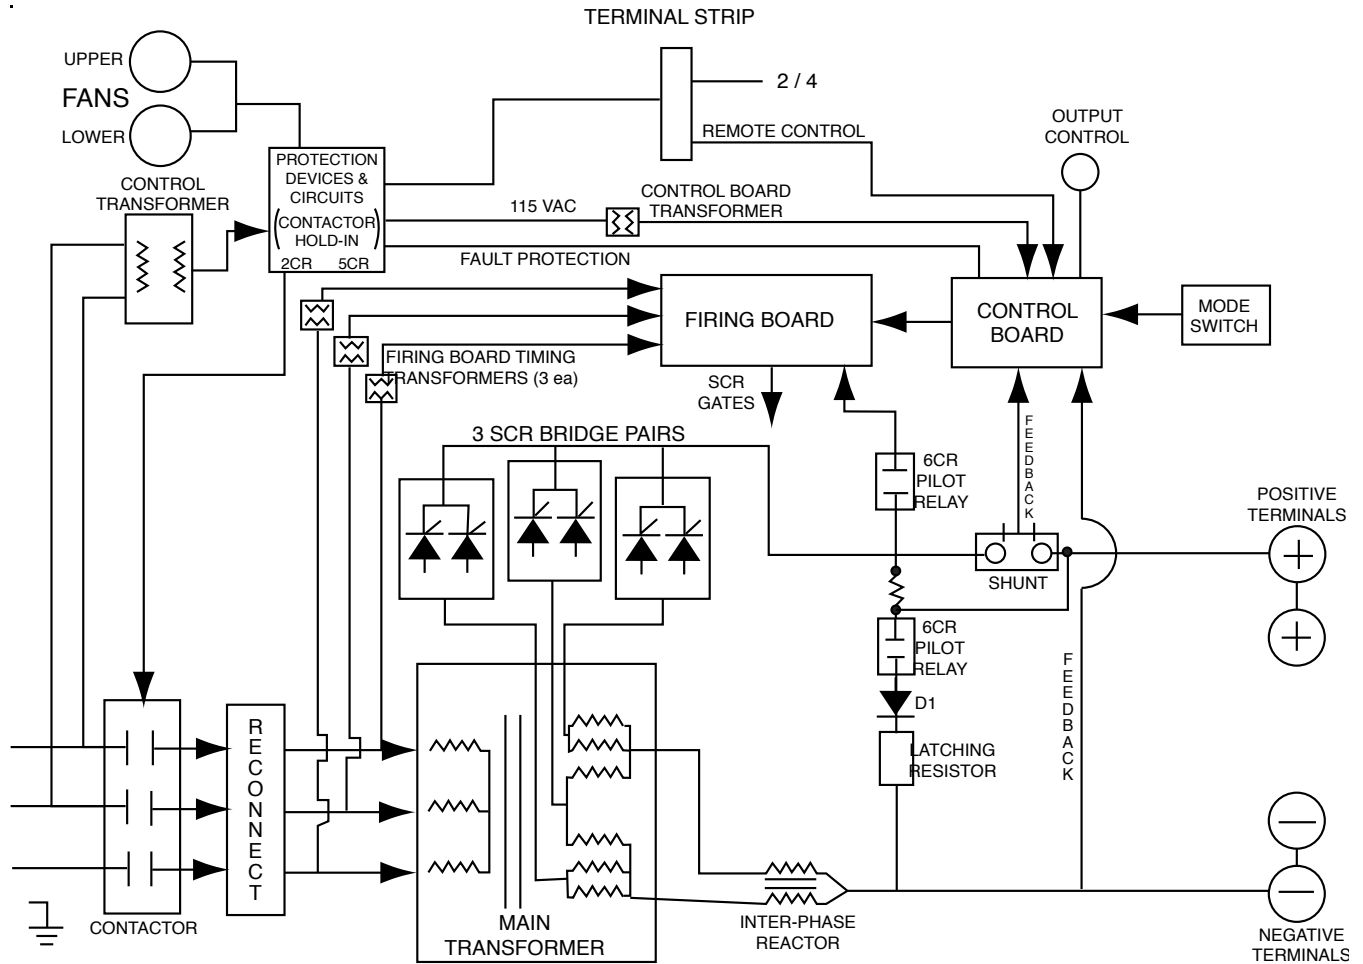 TERMINAL STRIP
UPPER
FANS
LOWER
2 / 4
REMOTE CONTROL
OUTPUT
CONTROL
PROTECTION
DEVICES &
CIRCUITS
(CONTACTOR
HOLD-IN)
2CR 5CR
CONTROL
TRANSFORMER
115 VAC
CONTROL BOARD
TRANSFORMER
FAULT PROTECTION
FIRING BOARD
CONTROL
BOARD
MODE
SWITCH
FIRING BOARD TIMING
TRANSFORMERS (3 ea)
SCR
GATES
3 SCR BRIDGE PAIRS
6CR
PILOT
RELAY
FEEDBACK
SHUNT
POSITIVE
TERMINALS
6CR
PILOT
RELAY
D1
LATCHING
RESISTOR
FEEDBACK
RECONNECT
CONTACTOR
MAIN
TRANSFORMER
INTER-PHASE
REACTOR
NEGATIVE
TERMINALS